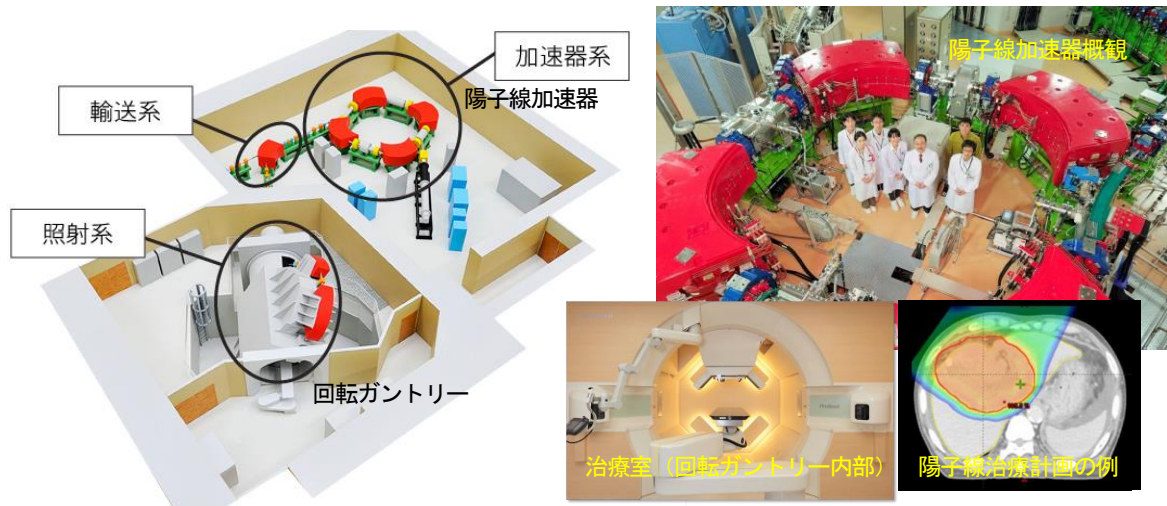 加速器系
陽子線加速器
輸送系
照射系
回転ガントリー
陽子線加速器概観
治療室（回転ガントリー内部）
陽子線治療計画の例